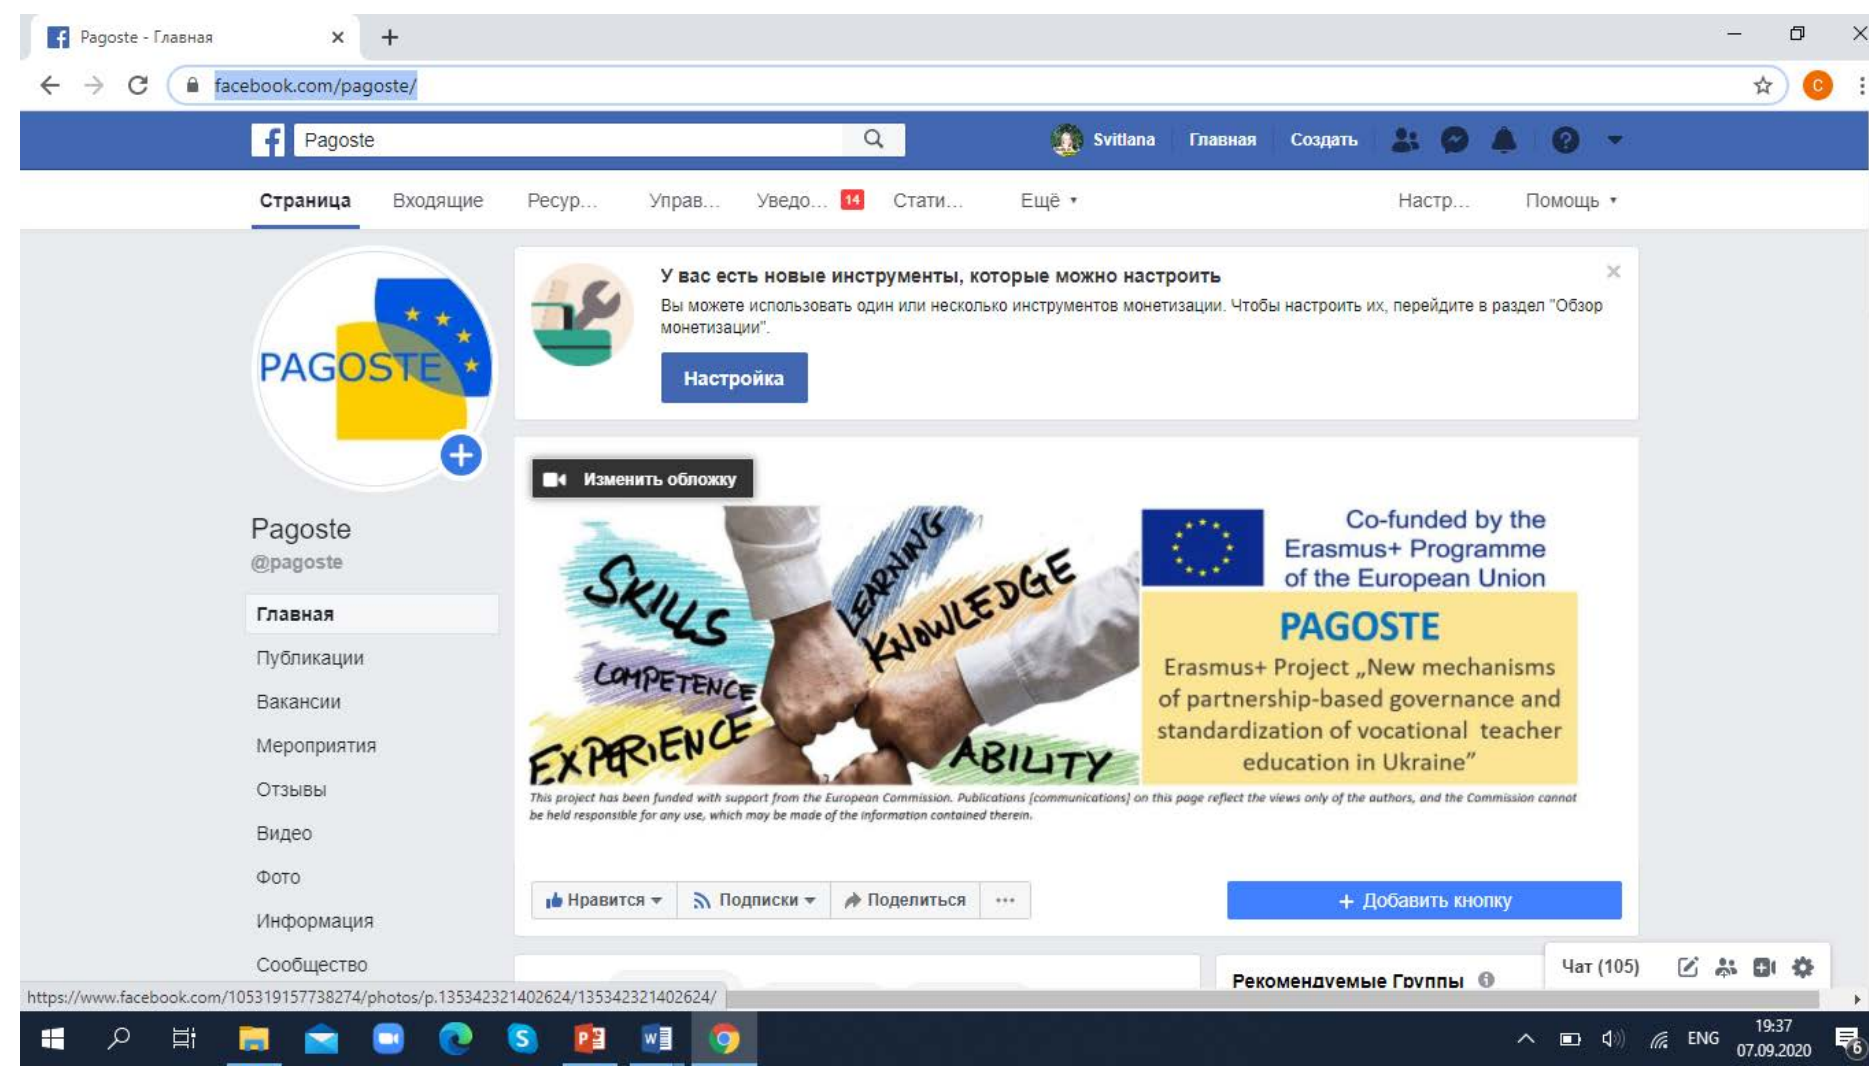 Pagoste - Главная
facebook.com/pagoste/
Pagoste
Svitlana
Главная
Создать
Страница
Входящие
Ресур...
Управ...
Уведо... 14
Стати...
Ещё
Настр...
Помощь
PAGOSTE
Pagoste
@pagoste
Главная
Публикации
Вакансии
Мероприятия
Отзывы
Видео
Фото
Информация
Сообщество
У вас есть новые инструменты, которые можно настроить
Вы можете использовать один или несколько инструментов монетизации. Чтобы настроить их, перейдите в раздел "Обзор
монетизации".
Настройка
Изменить обложку
SKILLS
LEARNING
KNOWLEDGE
COMPETENCE
EXPERIENCE
ABILITY
Co-funded by the
Erasmus+ Programme
of the European Union
PAGOSTE
Erasmus+ Project „New mechanisms
of partnership-based governance and
standardization of vocational teacher
education in Ukraine”
This project has been funded with support from the European Commission. Publications [communications] on this page reflect the views only of the authors, and the Commission cannot
be held responsible for any use, which may be made of the information contained therein.
Нравится
Подписки
Поделиться
+ Добавить кнопку
Рекомендуемые Группы
Чат (105)
https://www.facebook.com/105319157738274/photos/p.135342321402624/135342321402624/
C
ENG
19:37
07.09.2020
6